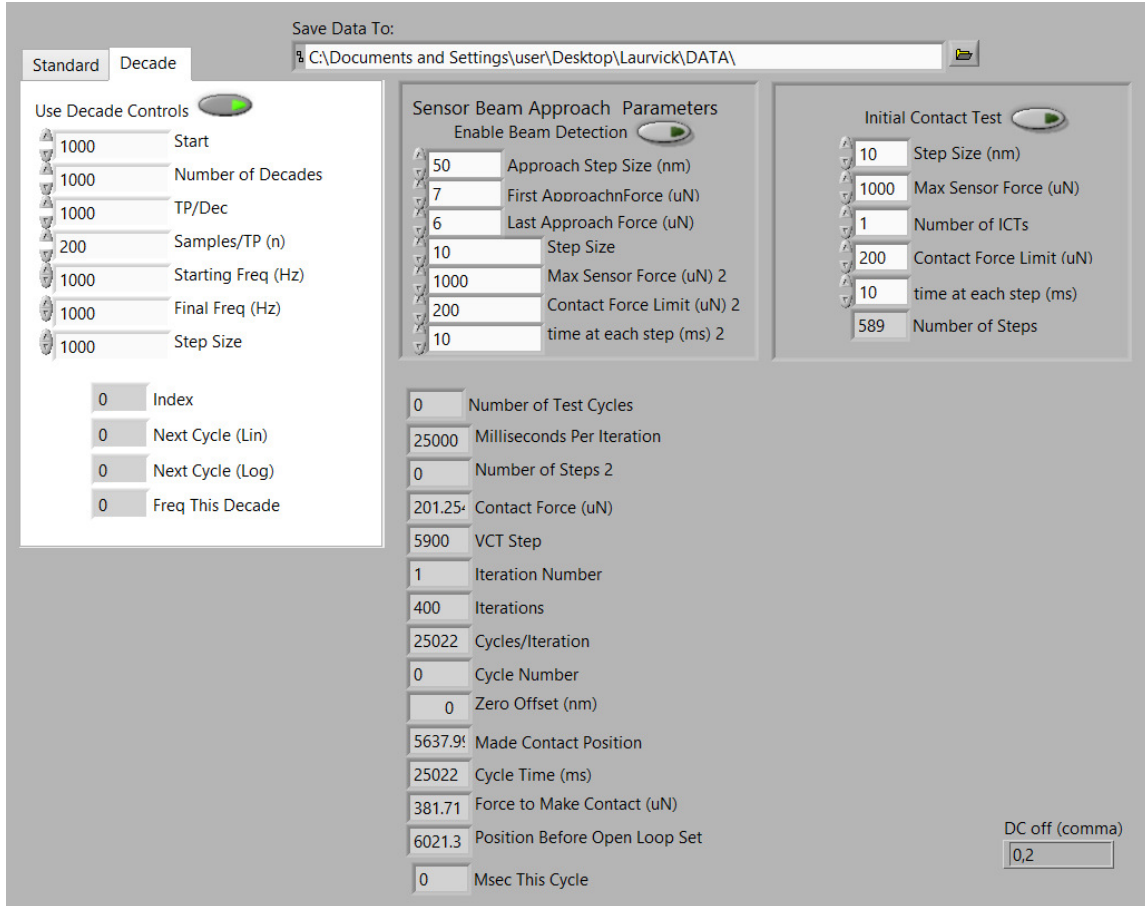 Save Data To:
C:\Documents and Settings\user\Desktop\Laurvick\DATA\
Standard
Decade
Use Decade Controls
1000 Start
1000 Number of Decades
1000 TP/Dec
200 Samples/TP (n)
1000 Starting Freq (Hz)
1000 Final Freq (Hz)
1000 Step Size
0 Index
0 Next Cycle (Lin)
0 Next Cycle (Log)
0 Freq This Decade
Sensor Beam Approach Parameters
Enable Beam Detection
50 Approach Step Size (nm)
7 First ApproachnForce (uN)
6 Last Approach Force (uN)
10 Step Size
1000 Max Sensor Force (uN) 2
200 Contact Force Limit (uN) 2
10 time at each step (ms) 2
Initial Contact Test
10 Step Size (nm)
1000 Max Sensor Force (uN)
1 Number of ICTs
200 Contact Force Limit (uN)
10 time at each step (ms)
589 Number of Steps
0 Number of Test Cycles
25000 Milliseconds Per Iteration
0 Number of Steps 2
201.254 Contact Force (uN)
5900 VCT Step
1 Iteration Number
400 Iterations
25022 Cycles/Iteration
0 Cycle Number
0 Zero Offset (nm)
5637.99 Made Contact Position
25022 Cycle Time (ms)
381.71 Force to Make Contact (uN)
6021.3 Position Before Open Loop Set
0 Msec This Cycle
DC off (comma)
0,2